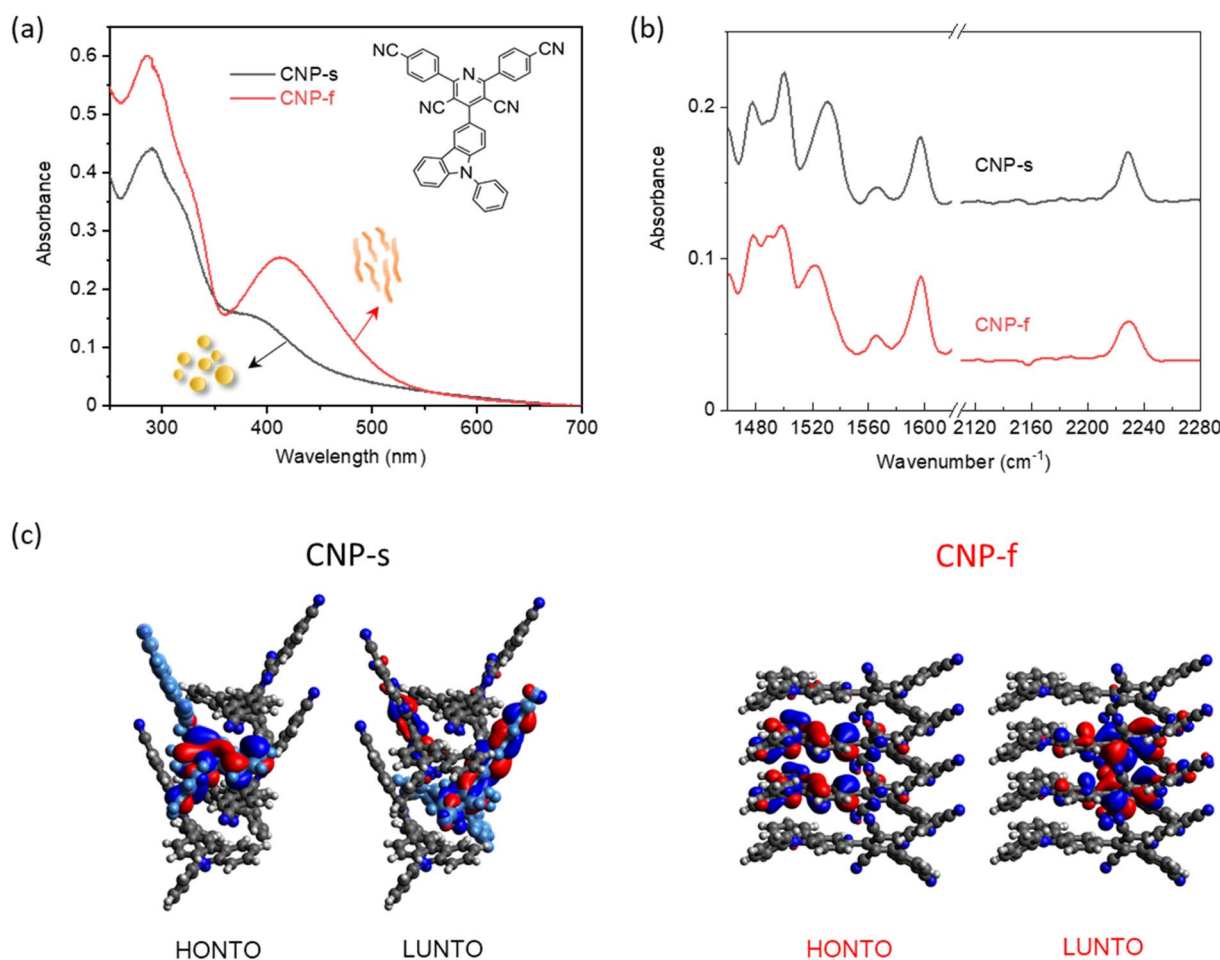 (a)
Absorbance
0.6
0.5
0.4
0.3
0.2
0.1
0
300
400
500
600
700
Wavelength (nm)
CNP-s
CNP-f
NC
CN
N
NC
CN
N
(b)
Absorbance
0.2
0.1
0
CNP-s
CNP-f
1480 1520 1560 1600 2120 2160 2200 2240 2280
Wavenumber (cm⁻¹)
(c)
CNP-s
CNP-f
HONTO
LUNTO
HONTO
LUNTO